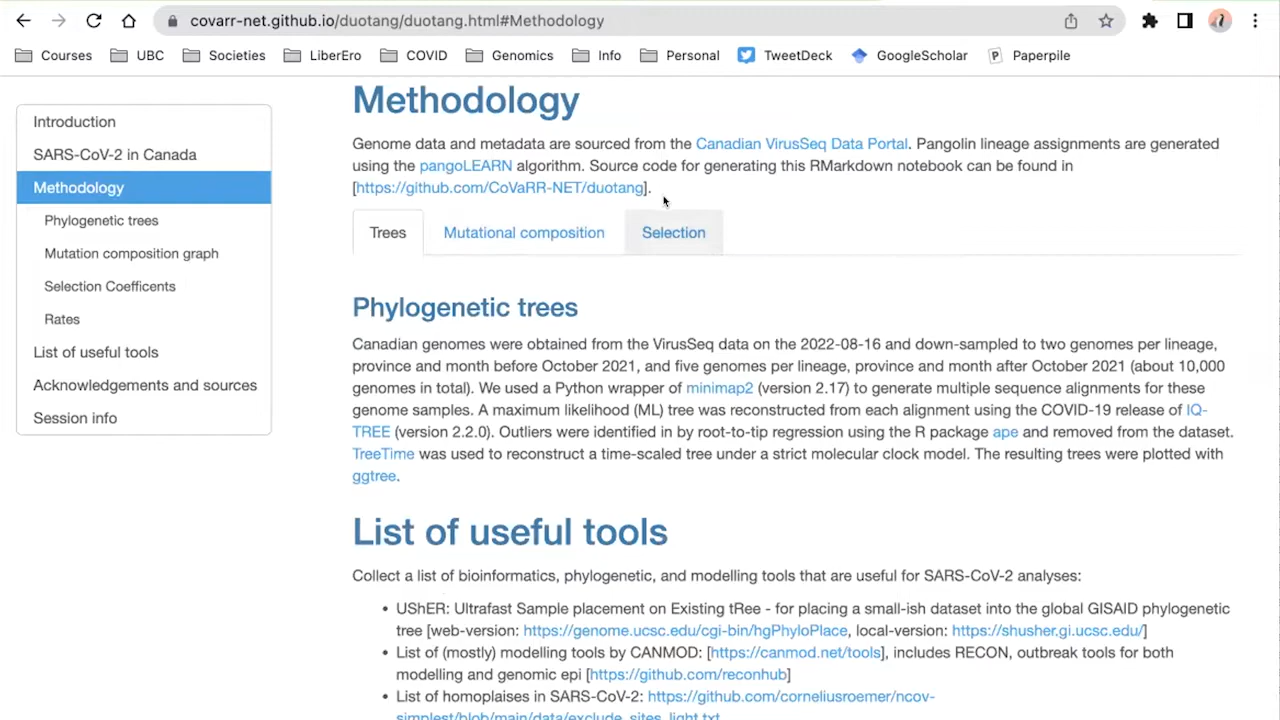 covarr-net.github.io/duotang/duotang.html#Methodology
Courses UBC Societies LiberEro COVID Genomics Info Personal TweetDeck GoogleScholar P Paperpile
Introduction
SARS-CoV-2 in Canada
Methodology
Phylogenetic trees
Mutation composition graph
Selection Coefficents
Rates
List of useful tools
Acknowledgements and sources
Session info
Methodology
Genome data and metadata are sourced from the Canadian VirusSeq Data Portal. Pangolin lineage assignments are generated
using the pangoLEARN algorithm. Source code for generating this RMarkdown notebook can be found in
[https://github.com/CoVaRR-NET/duotang].
Trees Mutational composition Selection
Phylogenetic trees
Canadian genomes were obtained from the VirusSeq data on the 2022-08-16 and down-sampled to two genomes per lineage,
province and month before October 2021, and five genomes per lineage, province and month after October 2021 (about 10,000
genomes in total). We used a Python wrapper of minimap2 (version 2.17) to generate multiple sequence alignments for these
genome samples. A maximum likelihood (ML) tree was reconstructed from each alignment using the COVID-19 release of IQ-
TREE (version 2.2.0). Outliers were identified in by root-to-tip regression using the R package ape and removed from the dataset.
TreeTime was used to reconstruct a time-scaled tree under a strict molecular clock model. The resulting trees were plotted with
ggtree.
List of useful tools
Collect a list of bioinformatics, phylogenetic, and modelling tools that are useful for SARS-CoV-2 analyses:
• UShER: Ultrafast Sample placement on Existing tRee - for placing a small-ish dataset into the global GISAID phylogenetic
tree [web-version: https://genome.ucsc.edu/cgi-bin/hgPhyloPlace, local-version: https://shusher.gi.ucsc.edu/]
• List of (mostly) modelling tools by CANMOD: [https://canmod.net/tools], includes RECON, outbreak tools for both
modelling and genomic epi [https://github.com/reconhub]
• List of homoplaises in SARS-CoV-2: https://github.com/corneliusroemer/ncov-
simplest/blob/main/data/exclude_sites_light.txt